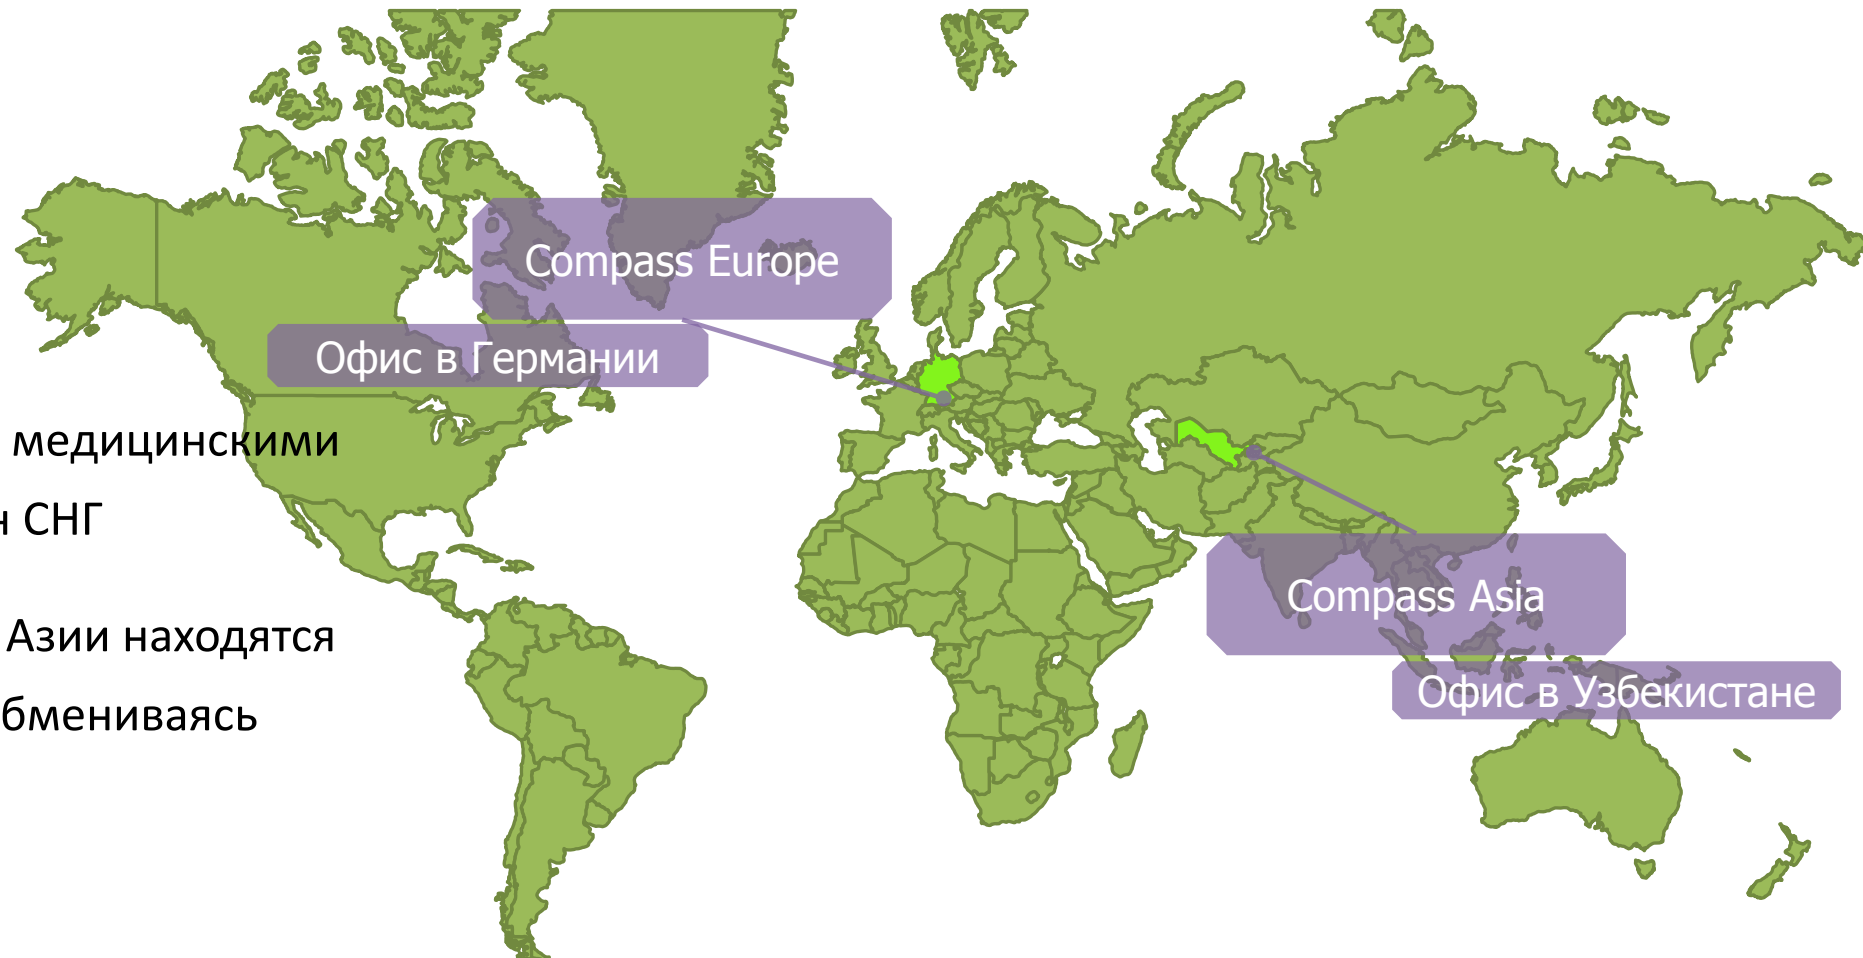 Compass Europe
Офис в Германии
медицинскими
СНГ
Азии находятся
Compass Asia
Офис в Узбекистане
бмениваясь